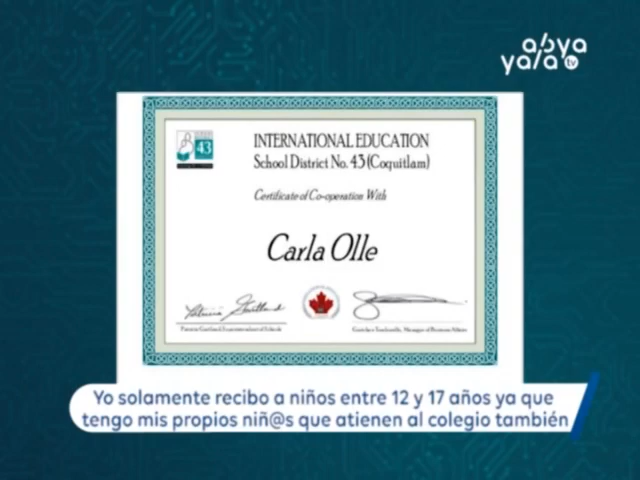 abya
yala tv
43
INTERNATIONAL EDUCATION
School District No. 43 (Coquitlam)
Certificate of Co-operation With
Carla Olle
Yo solamente recibo a niños entre 12 y 17 años ya que
tengo mis propios niñ@s que atienen al colegio también